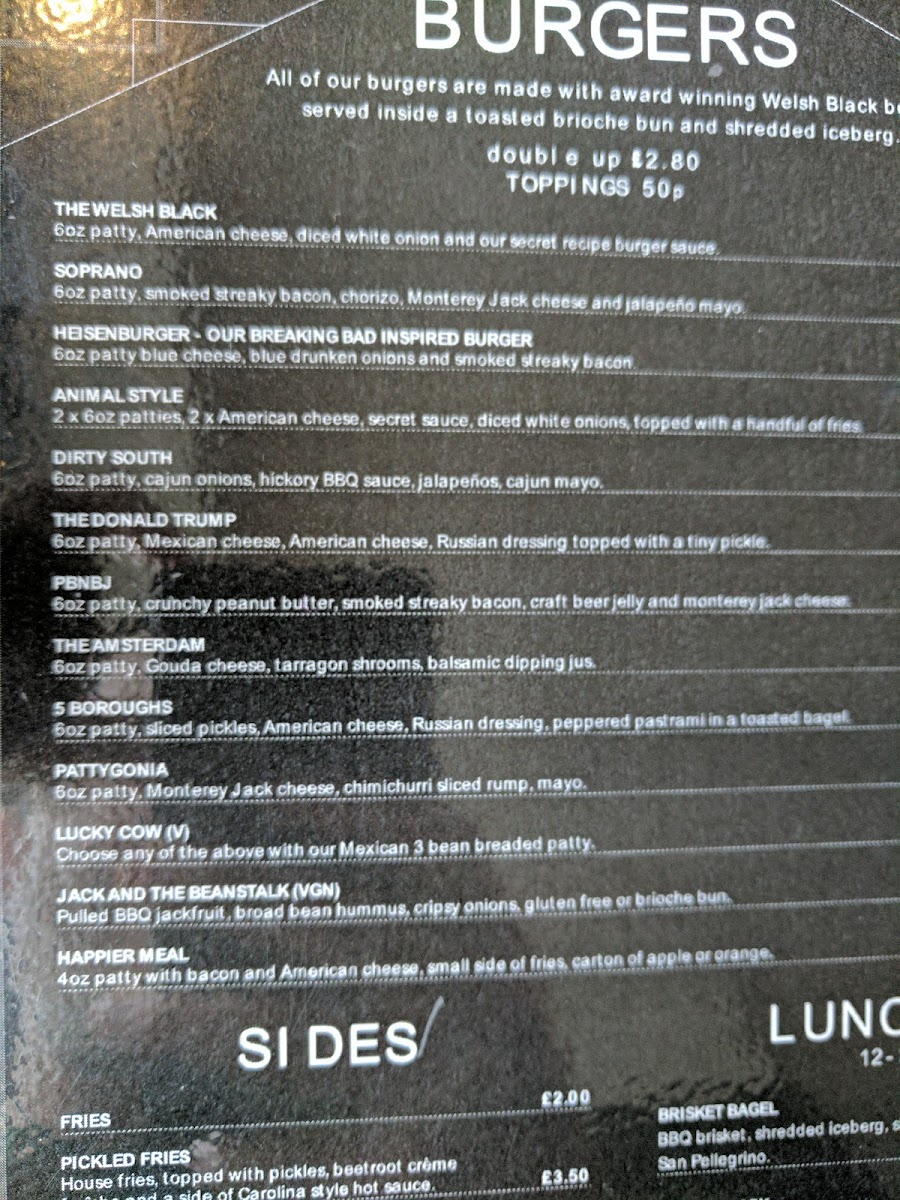 BURGERS
All of our burgers are made with award winning Welsh Black
served inside a toasted brioche bun and shredded iceberg.
double up £2.80
TOPPINGS 50p
THE WELSH BLACK
6oz patty, American cheese, diced white onion and our secret recipe burger sauce.
SOPRANO
6oz patty, smoked streaky bacon, chorizo, Monterey Jack cheese and jalapeño mayo.
HEISENBURGER - OUR BREAKING BAD INSPIRED BURGER
6oz patty blue cheese, blue drunken onions and smoked streaky bacon.
ANIMAL STYLE
2 x 6oz patties, 2 x American cheese, secret sauce, diced white onions, topped with a handful of fries.
DIRTY SOUTH
6oz patty, cajun onions, hickory BBQ sauce, jalapeños, cajun mayo.
THE DONALD TRUMP
6oz patty, Mexican cheese, American cheese, Russian dressing topped with a tiny pickle.
PBNBJ
6oz patty, crunchy peanut butter, smoked streaky bacon, craft beer jelly and monterey jack cheese.
THE AMSTERDAM
6oz patty, Gouda cheese, tarragon shrooms, balsamic dipping jus.
5 BOROUGHS
6oz patty, sliced pickles, American cheese, Russian dressing, peppered pastrami in a toasted bagel.
PATTYGONIA
6oz patty, Monterey Jack cheese, chimichurri sliced rump, mayo.
LUCKY COW (V)
Choose any of the above with our Mexican 3 bean breaded patty.
JACK AND THE BEANSTALK (VGN)
Pulled BBQ jackfruit, broad bean hummus, cripsy onions, gluten free or brioche bun.
HAPPIER MEAL
4oz patty with bacon and American cheese, small side of fries, carton of apple or orange.
SIDES
FRIES £2.00
PICKLED FRIES
House fries, topped with pickles, beetroot crème
and a side of Carolina style hot sauce. £3.50
LUNC
12-
BRISKET BAGEL
BBQ brisket, shredded iceberg,
San Pellegrino.